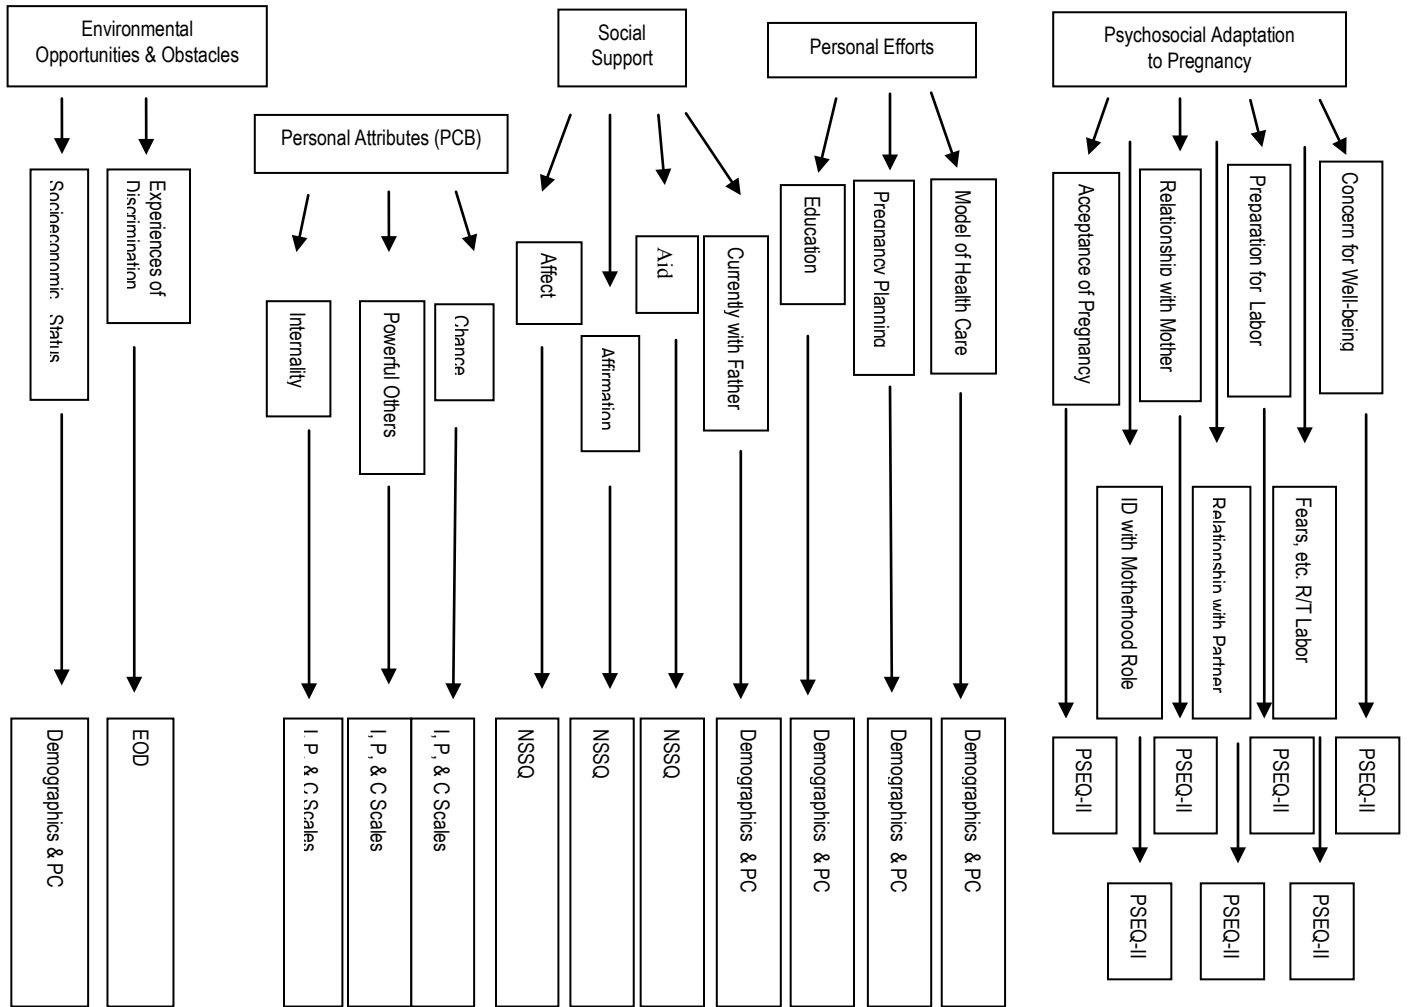 Environmental
Opportunities & Obstacles
Social
Support
Personal Efforts
Psychosocial Adaptation
to Pregnancy
Personal Attributes (PCB)
Socioeconomic Status
Experiences of
Discrimination
Internality
Powerful Others
Chance
Affect
Affirmation
Aid
Currently with Father
Education
Pregnancy Planning
Model of Health Care
Acceptance of Pregnancy
Relationship with Mother
Preparation for Labor
Concern for Well-being
ID with Motherhood Role
Relationship with Partner
Fears, etc. R/T Labor
Demographics & PC
EOD
I, P, & C Scales
I, P, & C Scales
I, P, & C Scales
NSSQ
NSSQ
NSSQ
Demographics & PC
Demographics & PC
Demographics & PC
Demographics & PC
PSEQ-II
PSEQ-II
PSEQ-II
PSEQ-II
PSEQ-II
PSEQ-II
PSEQ-II